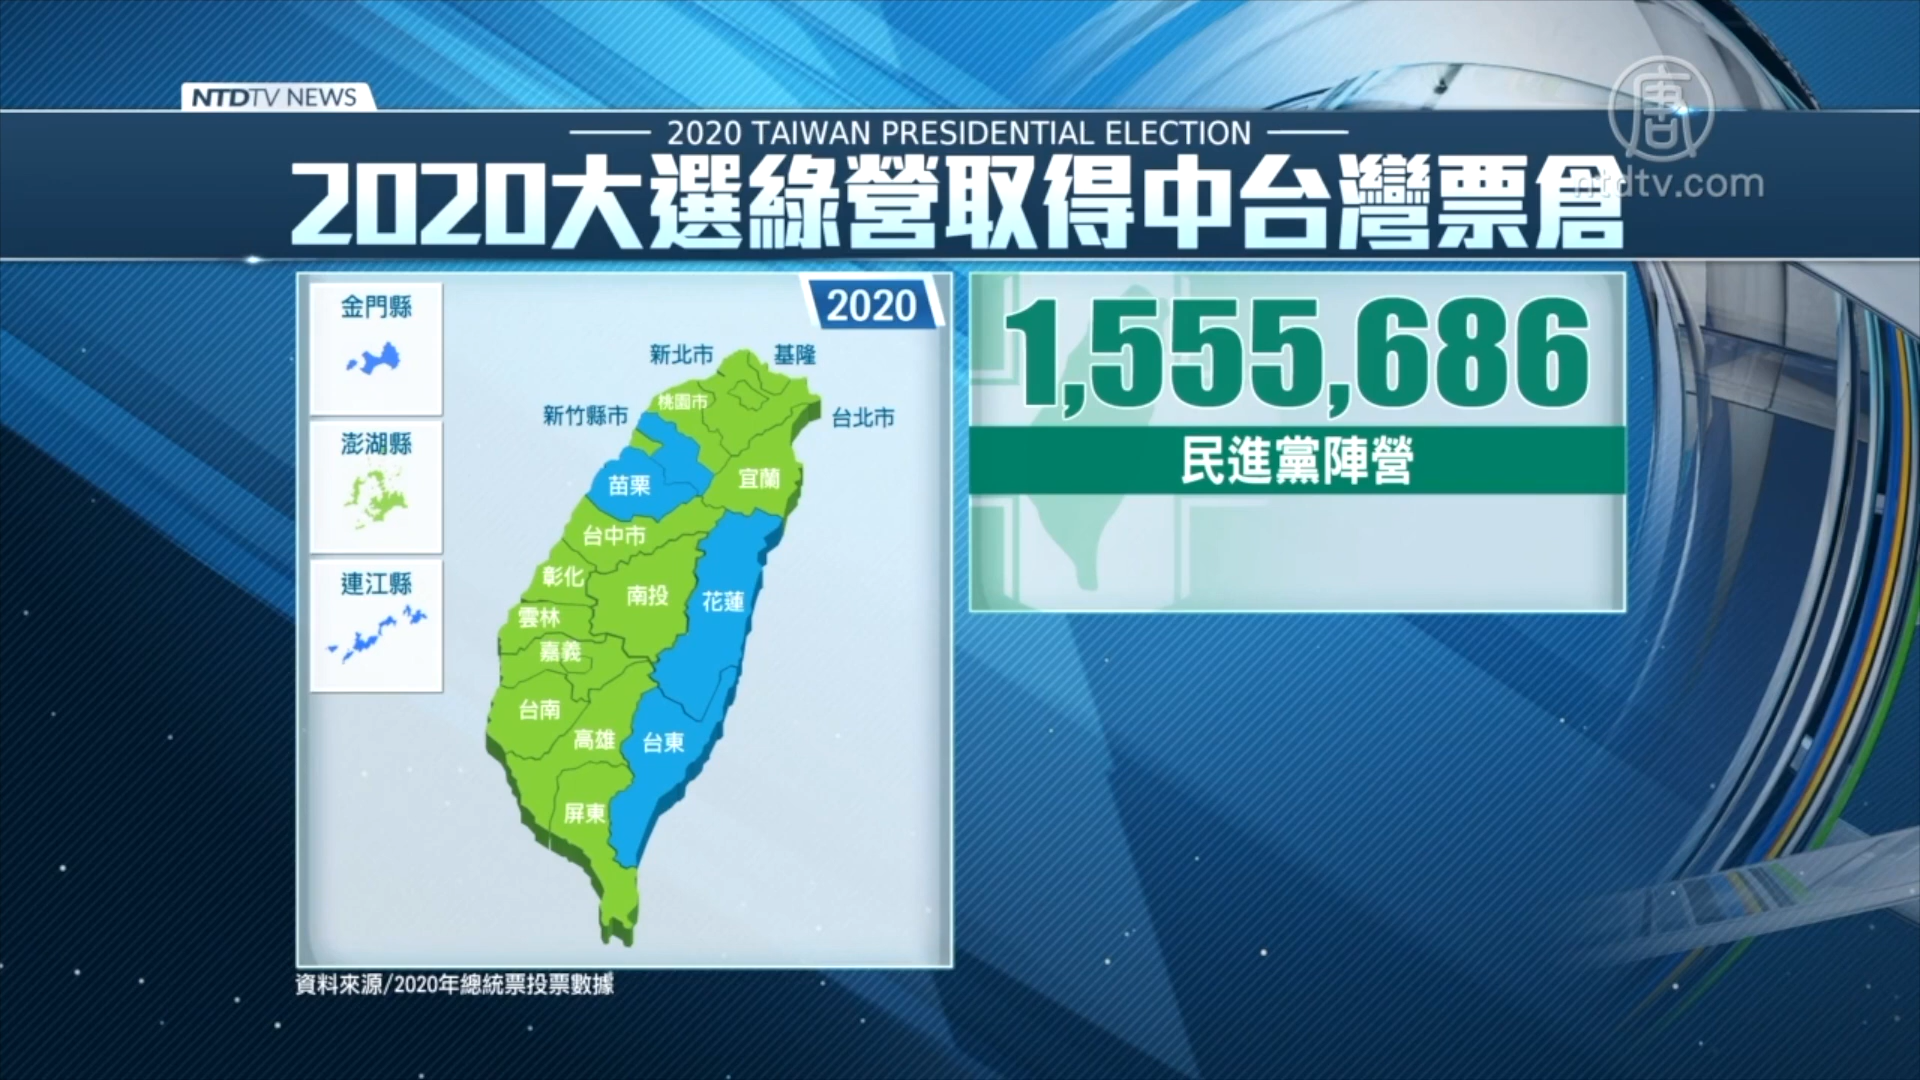 NTDTV NEWS
唐
ntdtv.com
2020 TAIWAN PRESIDENTIAL ELECTION
2020大選綠營取得中台灣票倉
2020
金門縣
澎湖縣
連江縣
新北市
基隆
桃園市
新竹縣市
台北市
苗栗
宜蘭
台中市
彰化
南投
花蓮
雲林
嘉義
台南
高雄
台東
屏東
1,555,686
民進黨陣營
資料來源/2020年總統票投票數據